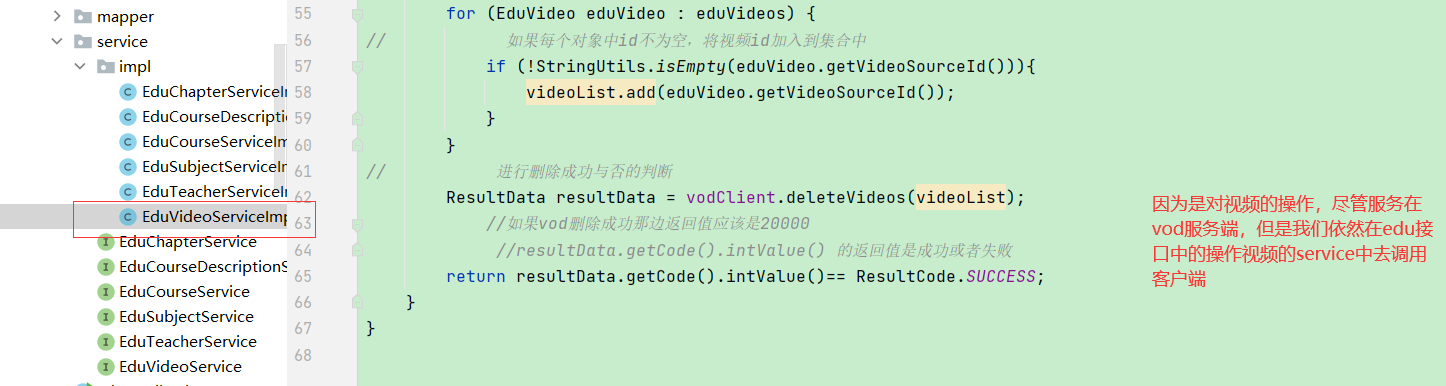 mapper
service
impl
EduChapterServiceIm
EduCourseDescripti
EduCourseServiceImp
EduSubjectServiceIn
EduTeacherServiceIn
EduVideoServiceImp
EduChapterService
EduCourseDescriptionS
EduCourseService
EduSubjectService
EduTeacherService
EduVideoService
55 for (EduVideo eduVideo : eduVideos) {
56 // 如果每个对象中id不为空，将视频id加入到集合中
57 if (!StringUtils.isEmpty(eduVideo.getVideoSourceId())){
58 videoList.add(eduVideo.getVideoSourceId());
59 }
60 }
61 // 进行删除成功与否的判断
62 ResultData resultData = vodClient.deleteVideos(videoList);
63 //如果vod删除成功那边返回值应该是20000
64 //resultData.getCode().intValue() 的返回值是成功或者失败
65 return resultData.getCode().intValue()== ResultCode.SUCCESS;
66 }
67 }
68
因为是对视频的操作，尽管服务在
vod服务端，但是我们依然在edu接
口中的操作视频的service中去调用
客户端